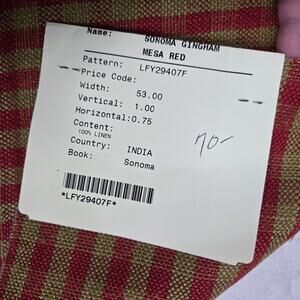 Name: SONOMA GINGHAM
MESA RED
Pattern: LFY29407F
Price Code:
Width: 53.00
Vertical: 1.00
Horizontal:0.75
Content:
100% LINEN
Country: INDIA
Book: Sonoma
70-
*LFY29407F*